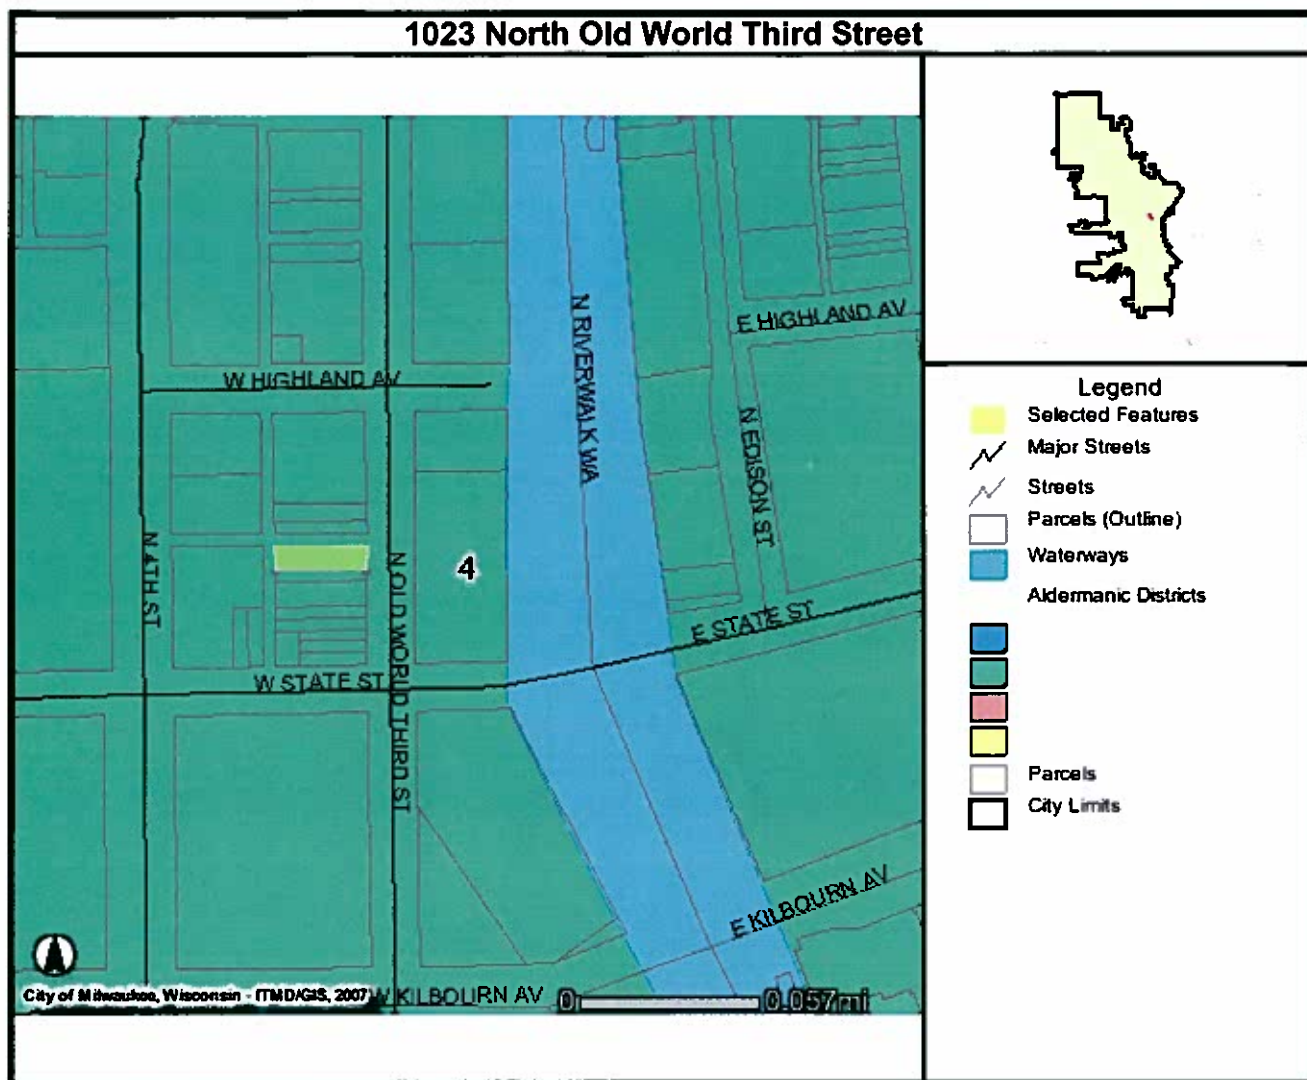 1023 North Old World Third Street
N RIVERWALK WA
E HIGHLAND AV
W HIGHLAND AV
N EDISON ST
N 4TH ST
N OLD WORLD THIRD ST
4
E STATE ST
W STATE ST
E KILBOURN AV
City of Milwaukee, Wisconsin - ITMD/GIS, 2007
W KILBOURN AV
0
0.057mi
Legend
Selected Features
Major Streets
Streets
Parcels (Outline)
Waterways
Aldermanic Districts
Parcels
City Limits